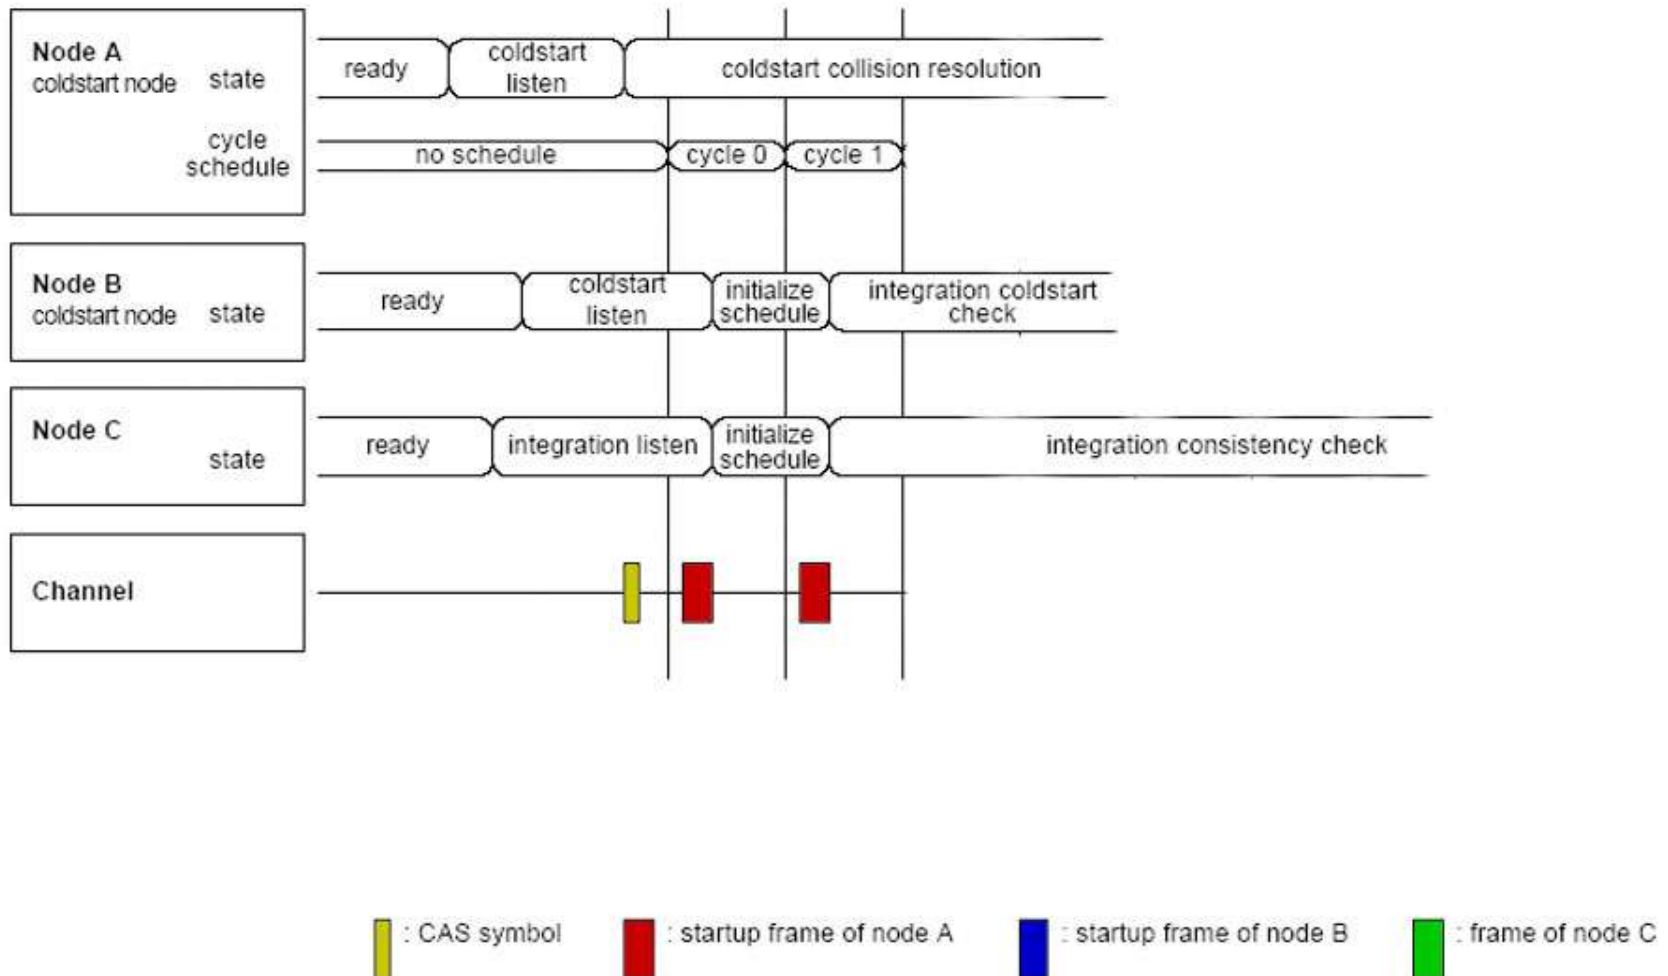 Node A
coldstart node
state
ready
coldstart
listen
coldstart collision resolution
cycle
schedule
no schedule
cycle 0
cycle 1
Node B
coldstart node
state
ready
coldstart
listen
initialize
schedule
integration coldstart
check
Node C
state
ready
integration listen
initialize
schedule
integration consistency check
Channel
: CAS symbol
: startup frame of node A
: startup frame of node B
: frame of node C